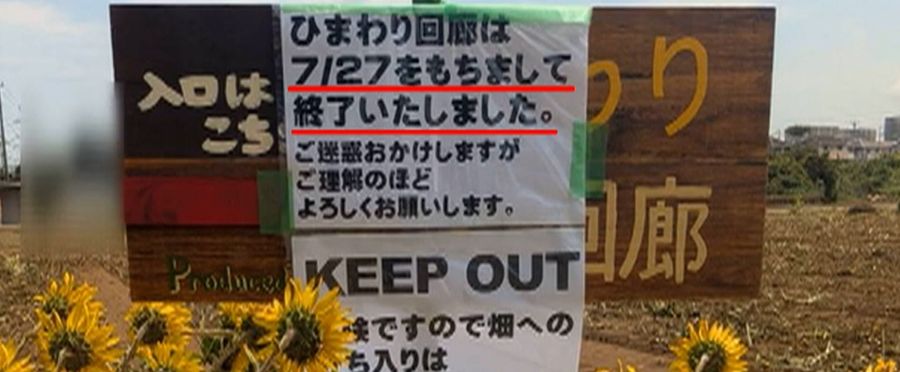 入口は
こち
ひまわり回廊は
7/27をもちまして
終了いたしました。
ご迷惑おかけしますが
ご理解のほど
よろしくお願いします。
KEEP OUT
ですので畑への
ち入りは
わり
回廊
Produced